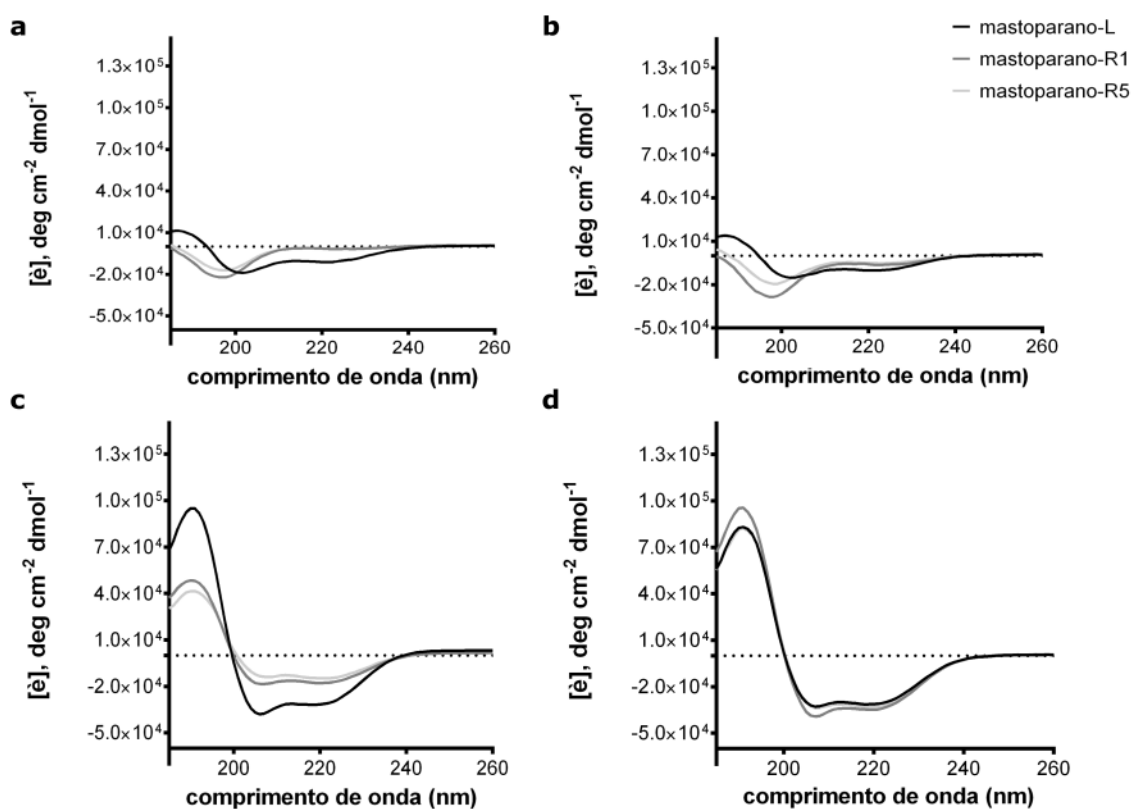 a
[è], deg cm⁻² dmol⁻¹
1.3×10⁵
1.0×10⁵
7.0×10⁴
4.0×10⁴
1.0×10⁴
-2.0×10⁴
-5.0×10⁴
200 220 240 260
comprimento de onda (nm)
b
mastoparano-L
mastoparano-R1
mastoparano-R5
[è], deg cm⁻² dmol⁻¹
1.3×10⁵
1.0×10⁵
7.0×10⁴
4.0×10⁴
1.0×10⁴
-2.0×10⁴
-5.0×10⁴
200 220 240 260
comprimento de onda (nm)
c
[è], deg cm⁻² dmol⁻¹
1.3×10⁵
1.0×10⁵
7.0×10⁴
4.0×10⁴
1.0×10⁴
-2.0×10⁴
-5.0×10⁴
200 220 240 260
comprimento de onda (nm)
d
[è], deg cm⁻² dmol⁻¹
1.3×10⁵
1.0×10⁵
7.0×10⁴
4.0×10⁴
1.0×10⁴
-2.0×10⁴
-5.0×10⁴
200 220 240 260
comprimento de onda (nm)